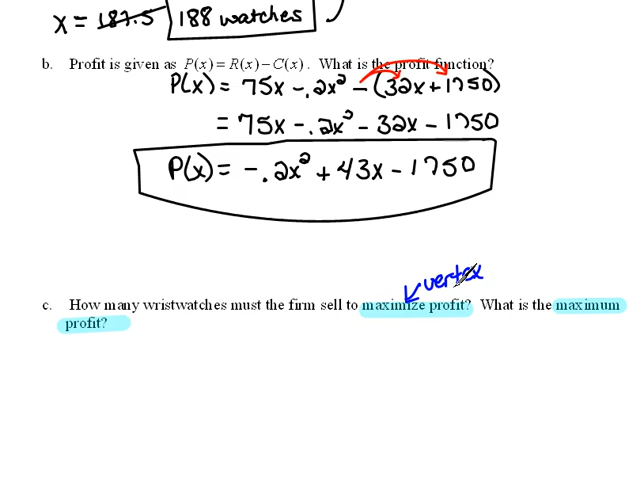 x = 187.5 188 watches
b. Profit is given as P(x) = R(x) − C(x). What is the profit function?
P(x) = 75x − .2x² − (32x + 1750)
= 75x − .2x² − 32x − 1750
P(x) = −.2x² + 43x − 1750
vertex
c. How many wristwatches must the firm sell to maximize profit? What is the maximum
profit?